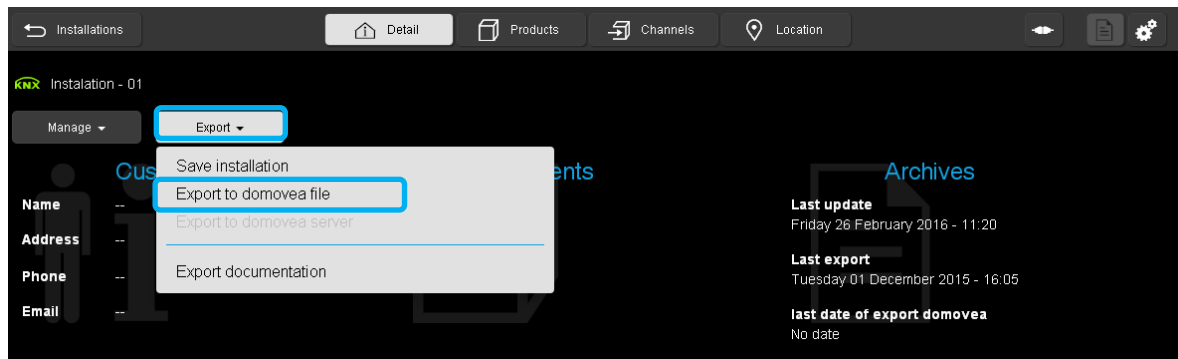 Installations
Detail
Products
Channels
Location
KNX Instalation - 01
Manage
Export
Save installation
Export to domovea file
Export to domovea server
Export documentation
Cus
Name --
Address --
Phone --
Email --
ents
Archives
Last update
Friday 26 February 2016 - 11:20
Last export
Tuesday 01 December 2015 - 16:05
last date of export domovea
No date